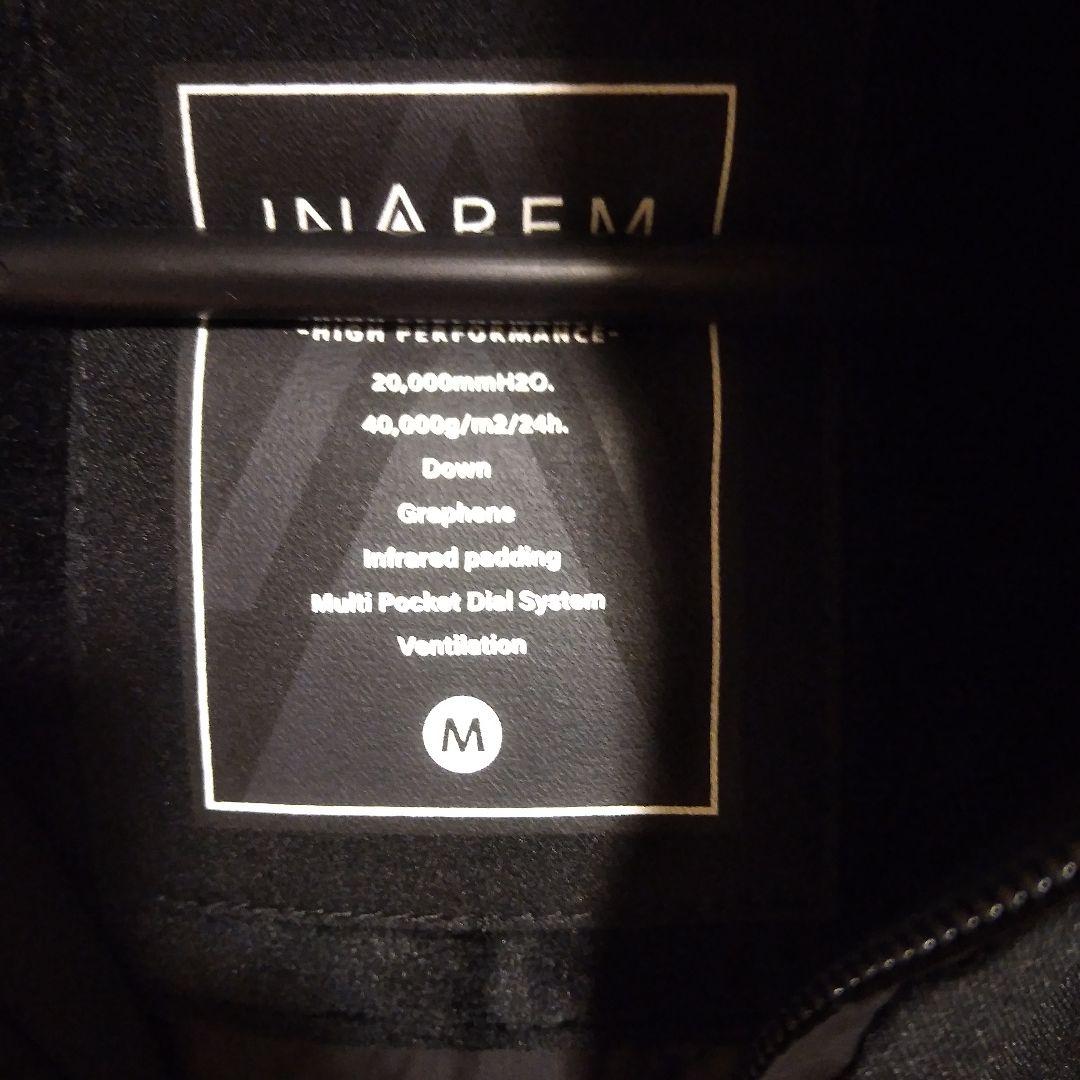 INAREM
-HIGH PERFORMANCE-
20,000mmH2O.
40,000g/m2/24h.
Down
Graphene
Infrared padding
Multi Pocket Dial System
Ventilation
M